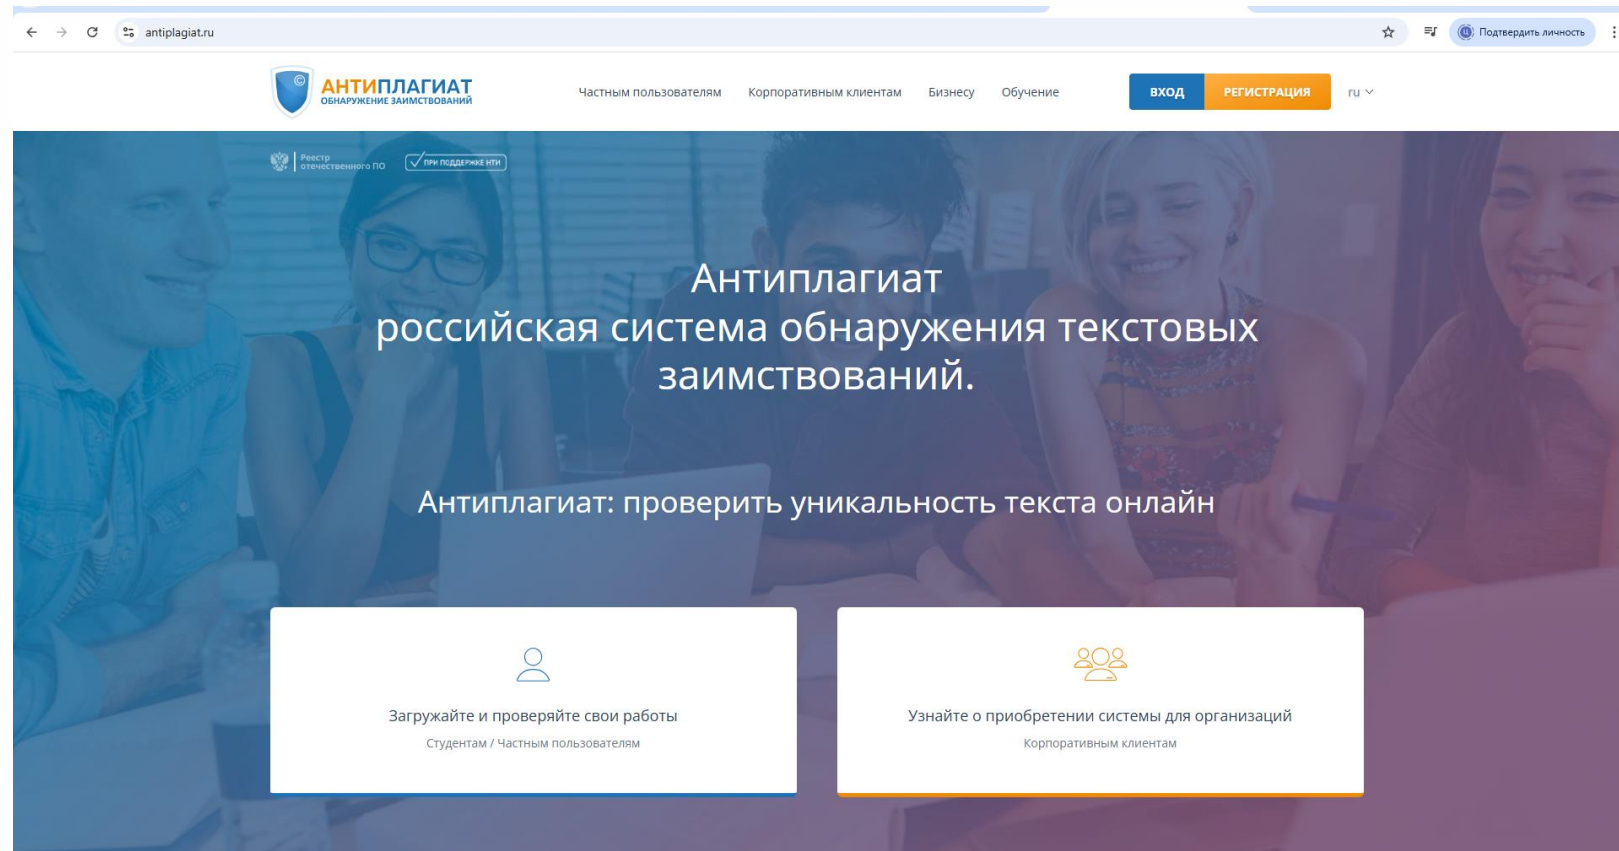 antiplagiat.ru
Подтвердить личность
©
АНТИПЛАГИАТ
ОБНАРУЖЕНИЕ ЗАИМСТВОВАНИЙ
Частным пользователям
Корпоративным клиентам
Бизнесу
Обучение
ВХОД
РЕГИСТРАЦИЯ
ru
Реестр
отечественного ПО
ПРИ ПОДДЕРЖКЕ НТИ
Антиплагиат
российская система обнаружения текстовых
заимствований.
Антиплагиат: проверить уникальность текста онлайн
Загружайте и проверяйте свои работы
Студентам / Частным пользователям
Узнайте о приобретении системы для организаций
Корпоративным клиентам